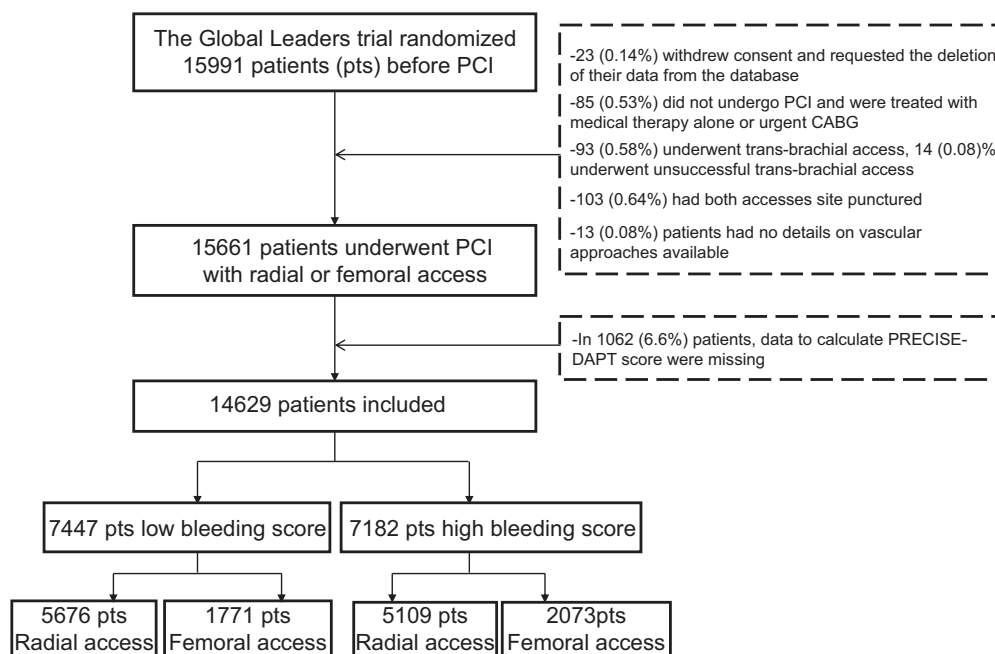 The Global Leaders trial randomized
15991 patients (pts) before PCI
-23 (0.14%) withdrew consent and requested the deletion
of their data from the database
-85 (0.53%) did not undergo PCI and were treated with
medical therapy alone or urgent CABG
-93 (0.58%) underwent trans-brachial access, 14 (0.08)%
underwent unsuccessful trans-brachial access
-103 (0.64%) had both accesses site punctured
-13 (0.08%) patients had no details on vascular
approaches available
15661 patients underwent PCI
with radial or femoral access
-In 1062 (6.6%) patients, data to calculate PRECISE-
DAPT score were missing
14629 patients included
7447 pts low bleeding score
7182 pts high bleeding score
5676 pts
Radial access
1771 pts
Femoral access
5109 pts
Radial access
2073pts
Femoral access